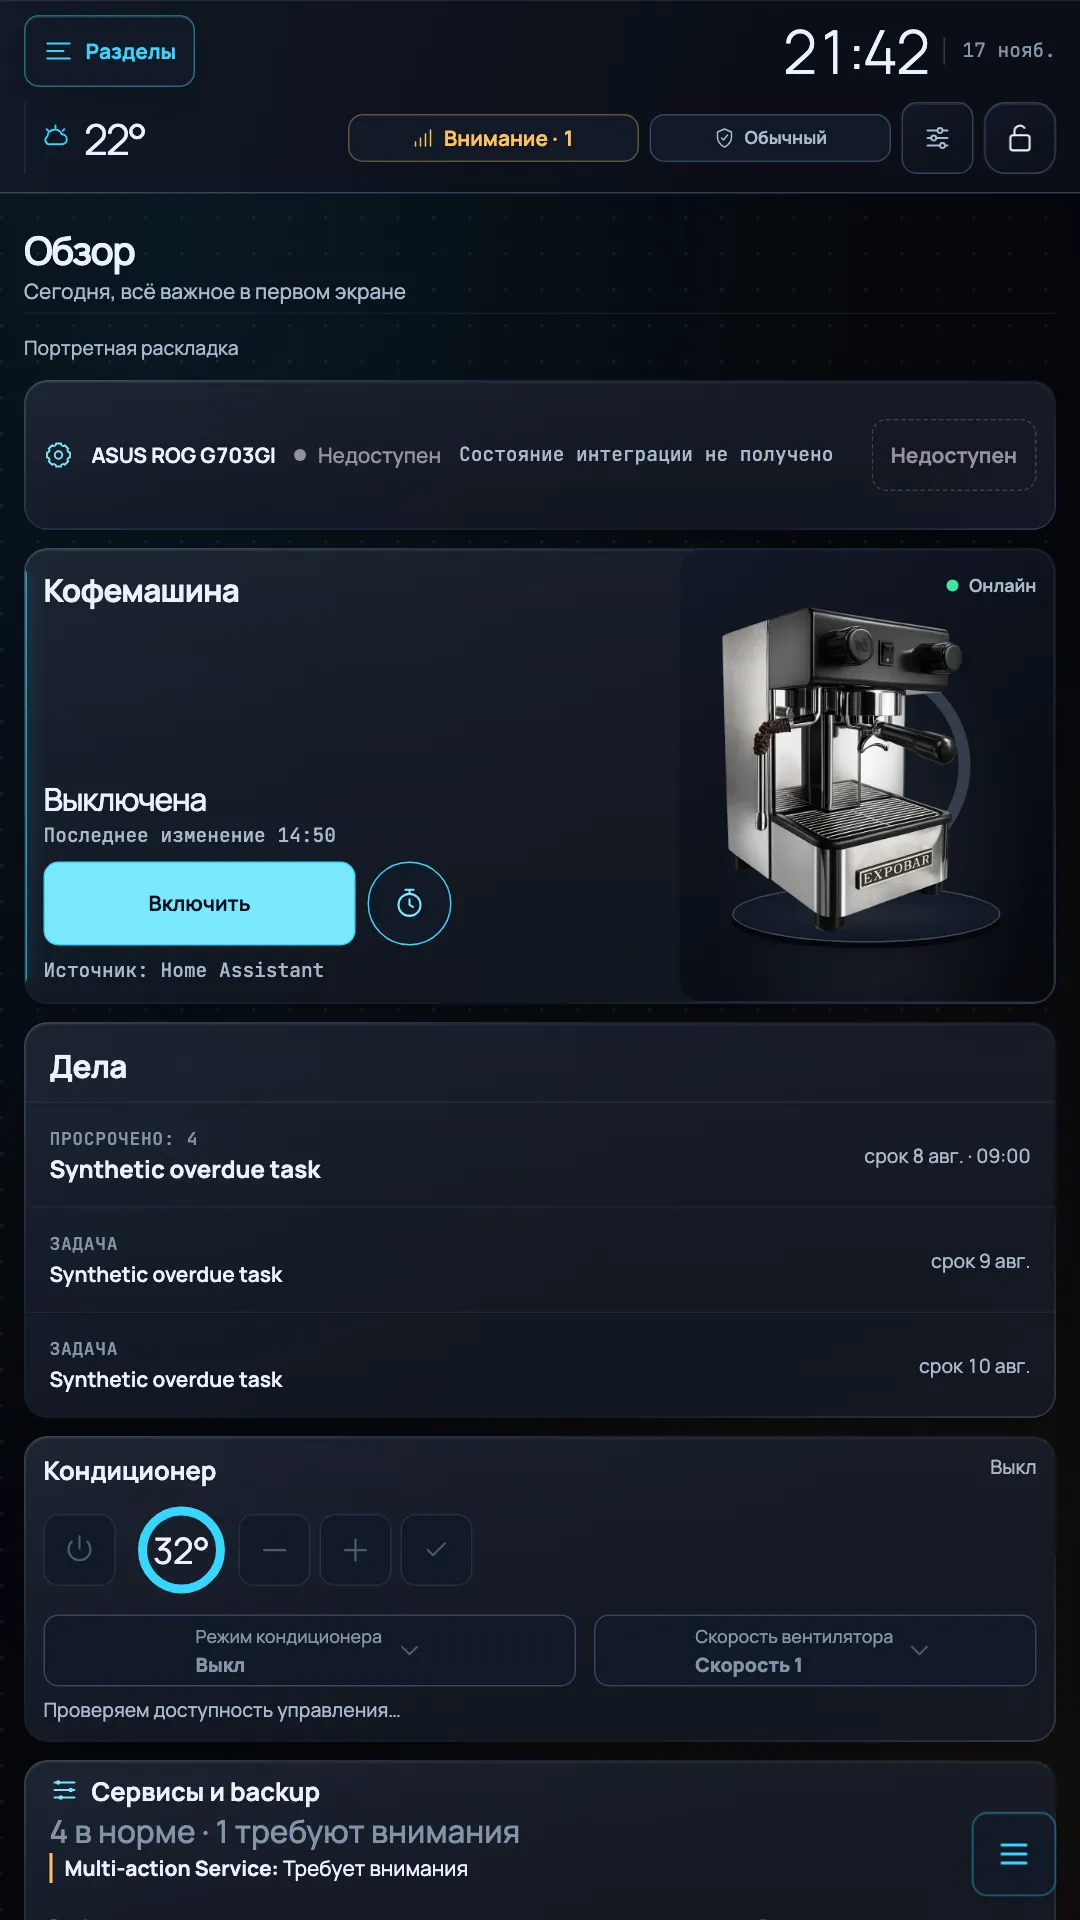 Разделы
21:42
17 нояб.
22°
Внимание · 1
Обычный
Обзор
Сегодня, всё важное в первом экране
Портретная раскладка
ASUS ROG G703GI
Недоступен
Состояние интеграции не получено
Недоступен
Кофемашина
Онлайн
EXPOBAR
Выключена
Последнее изменение 14:50
Включить
Источник: Home Assistant
Дела
ПРОСРОЧЕНО: 4
Synthetic overdue task
срок 8 авг. · 09:00
ЗАДАЧА
Synthetic overdue task
срок 9 авг.
ЗАДАЧА
Synthetic overdue task
срок 10 авг.
Кондиционер
Выкл
32°
Режим кондиционера
Выкл
Скорость вентилятора
Скорость 1
Проверяем доступность управления…
Сервисы и backup
4 в норме · 1 требуют внимания
Multi-action Service: Требует внимания